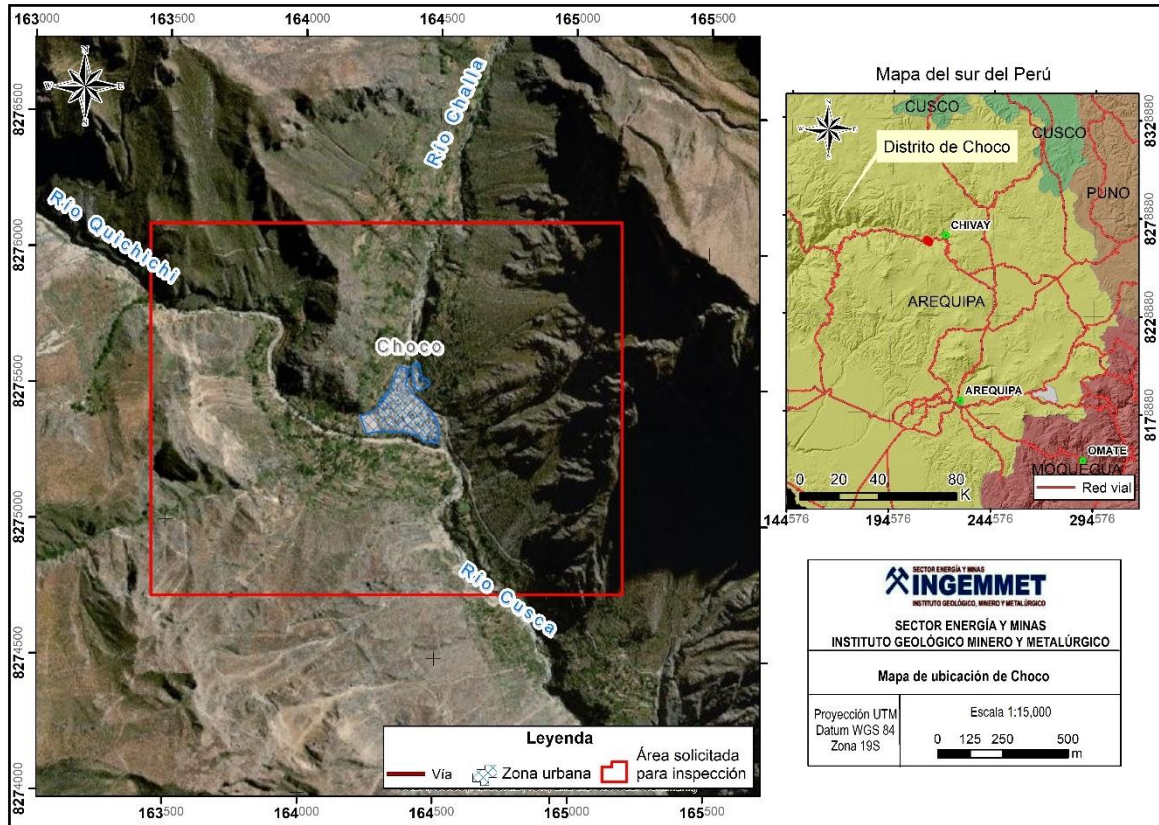 163000
163500
164000
164500
165000
165500
8276500
8276000
8275500
8275000
8274500
8274000
Río Challa
Río Quichichi
Choco
Río Cusca
N
W
E
S
Leyenda
Vía
Zona urbana
Área solicitada
para inspección
163500
164000
164500
165000
165500
Mapa del sur del Perú
N
CUSCO
CUSCO
Distrito de Choco
PUNO
CHIVAY
AREQUIPA
AREQUIPA
OMATE
MOQUEGUA
Red vial
0 20 40 80
K
144576
194576
244576
294576
8328880
8278880
8228880
8178880
SECTOR ENERGÍA Y MINAS
INGEMMET
INSTITUTO GEOLÓGICO, MINERO Y METALÚRGICO
SECTOR ENERGÍA Y MINAS
INSTITUTO GEOLÓGICO MINERO Y METALÚRGICO
Mapa de ubicación de Choco
Proyección UTM
Datum WGS 84
Zona 19S
Escala 1:15,000
0 125 250 500
m